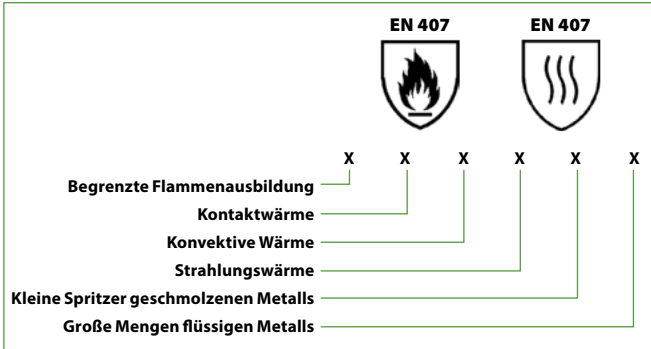 EN 407 EN 407
X X X X X X
Begrenzte Flammenausbildung
Kontaktwärme
Konvektive Wärme
Strahlungswärme
Kleine Spritzer geschmolzenen Metalls
Große Mengen flüssigen Metalls